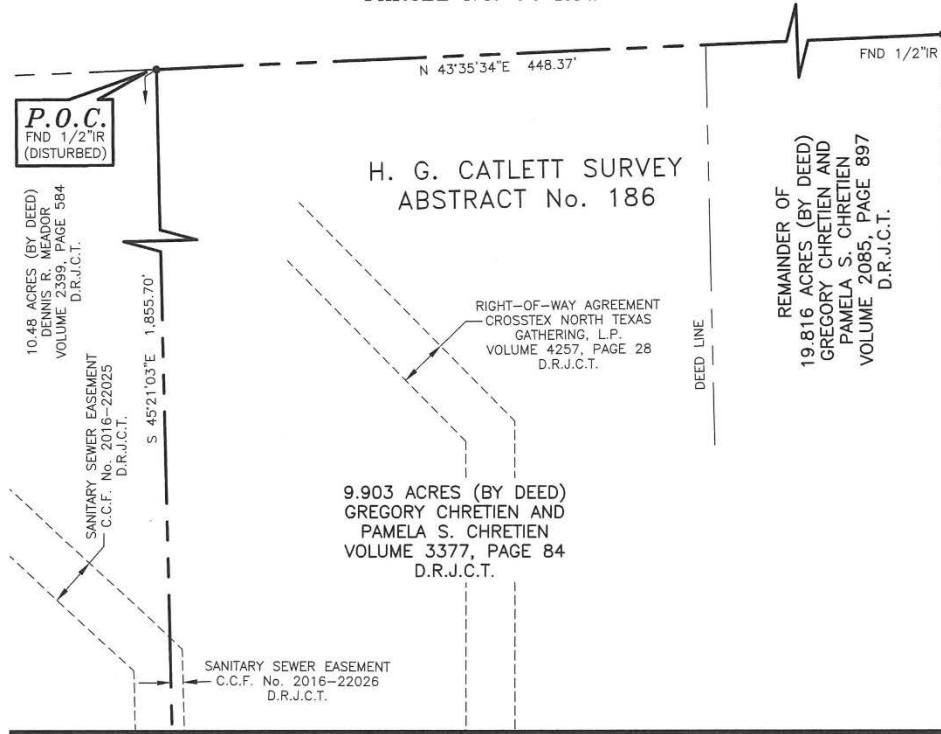 N 43°35'34"E 448.37'
FND 1/2"IR
P.O.C.
FND 1/2"IR
(DISTURBED)
H. G. CATLETT SURVEY
ABSTRACT No. 186
10.48 ACRES (BY DEED)
DENNIS R. MEADOR
VOLUME 2399, PAGE 584
D.R.J.C.T.
S 45°21'03"E 1,855.70'
RIGHT-OF-WAY AGREEMENT
CROSSTEX NORTH TEXAS
GATHERING, L.P.
VOLUME 4257, PAGE 28
D.R.J.C.T.
DEED LINE
REMAINDER OF
19.816 ACRES (BY DEED)
GREGORY CHRETIEN AND
PAMELA S. CHRETIEN
VOLUME 2085, PAGE 897
D.R.J.C.T.
SANITARY SEWER EASEMENT
C.C.F. No. 2016-22025
D.R.J.C.T.
9.903 ACRES (BY DEED)
GREGORY CHRETIEN AND
PAMELA S. CHRETIEN
VOLUME 3377, PAGE 84
D.R.J.C.T.
SANITARY SEWER EASEMENT
C.C.F. No. 2016-22026
D.R.J.C.T.